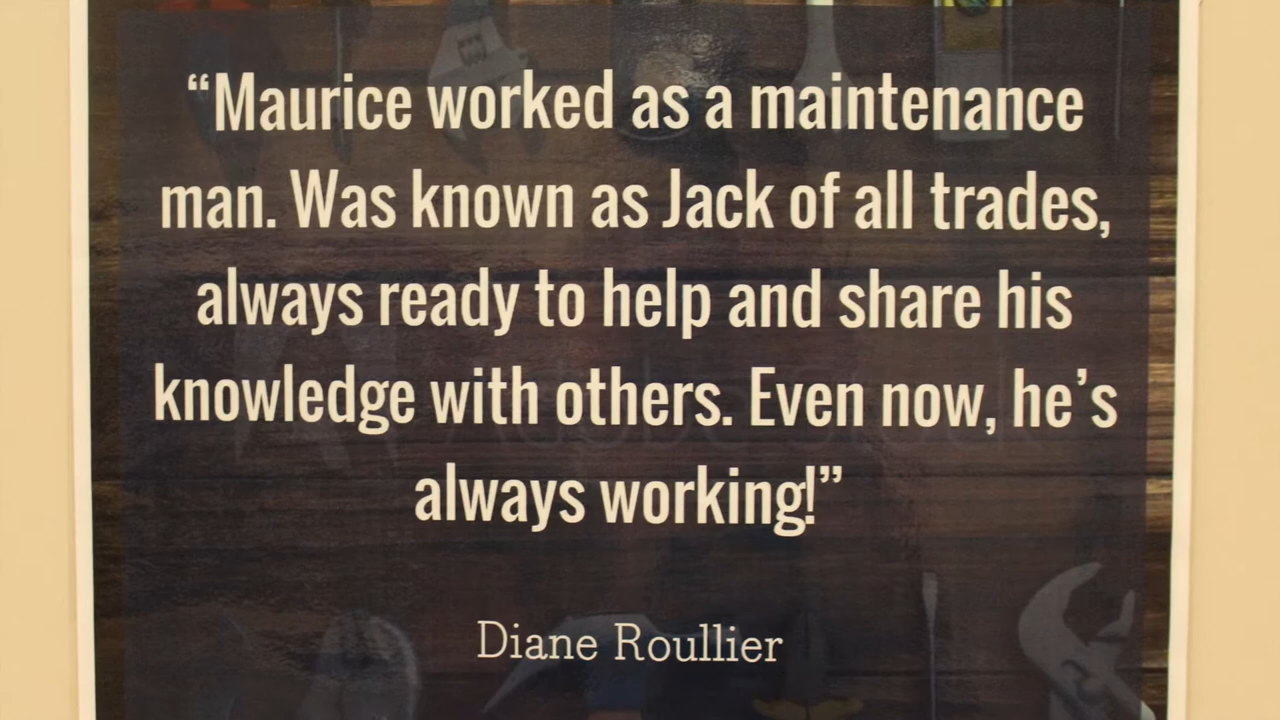 “Maurice worked as a maintenance
man. Was known as Jack of all trades,
always ready to help and share his
knowledge with others. Even now, he’s
always working!”
Diane Roullier